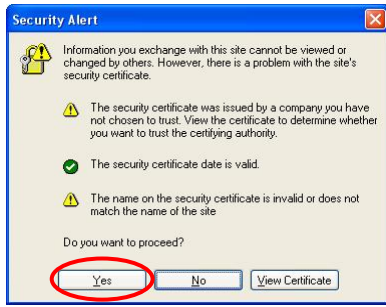 Security Alert
Information you exchange with this site cannot be viewed or
changed by others. However, there is a problem with the site's
security certificate.
The security certificate was issued by a company you have
not chosen to trust. View the certificate to determine whether
you want to trust the certifying authority.
The security certificate date is valid.
The name on the security certificate is invalid or does not
match the name of the site
Do you want to proceed?
Yes No View Certificate